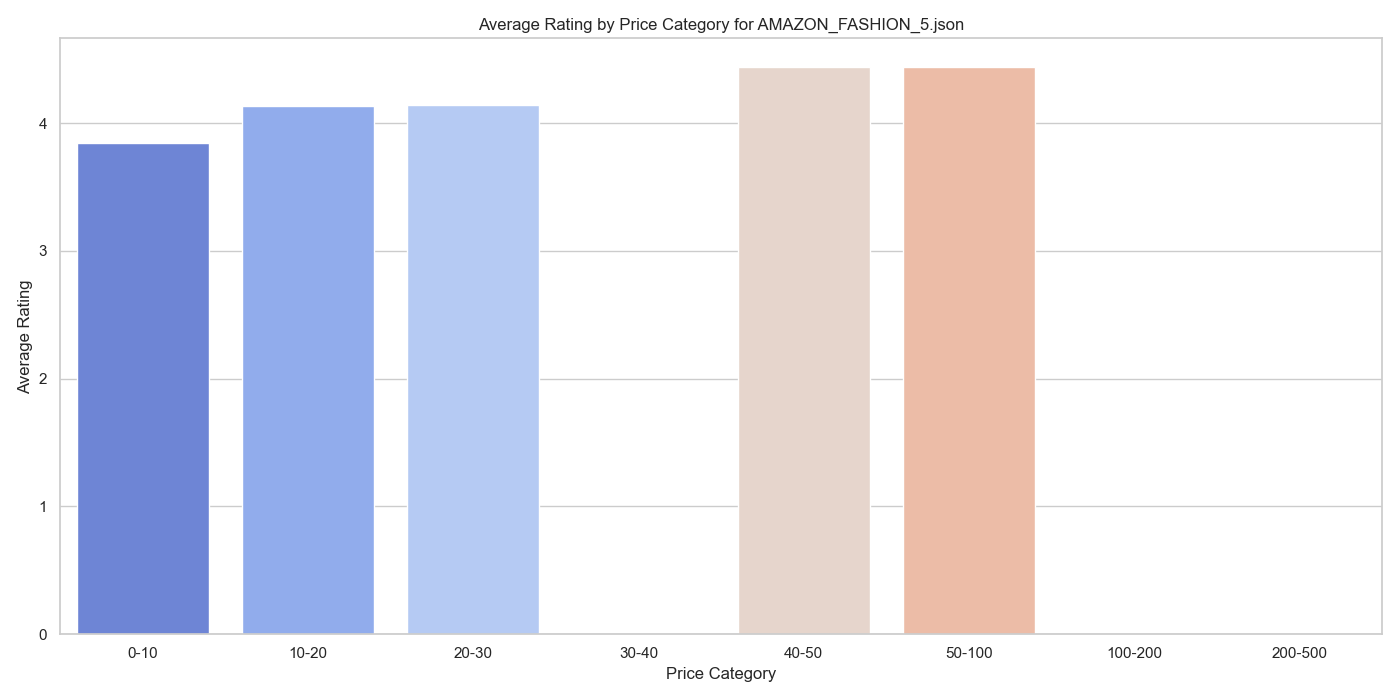 Average Rating by Price Category for AMAZON_FASHION_5.json
Average Rating
4
3
2
1
0
0-10 10-20 20-30 30-40 40-50 50-100 100-200 200-500
Price Category